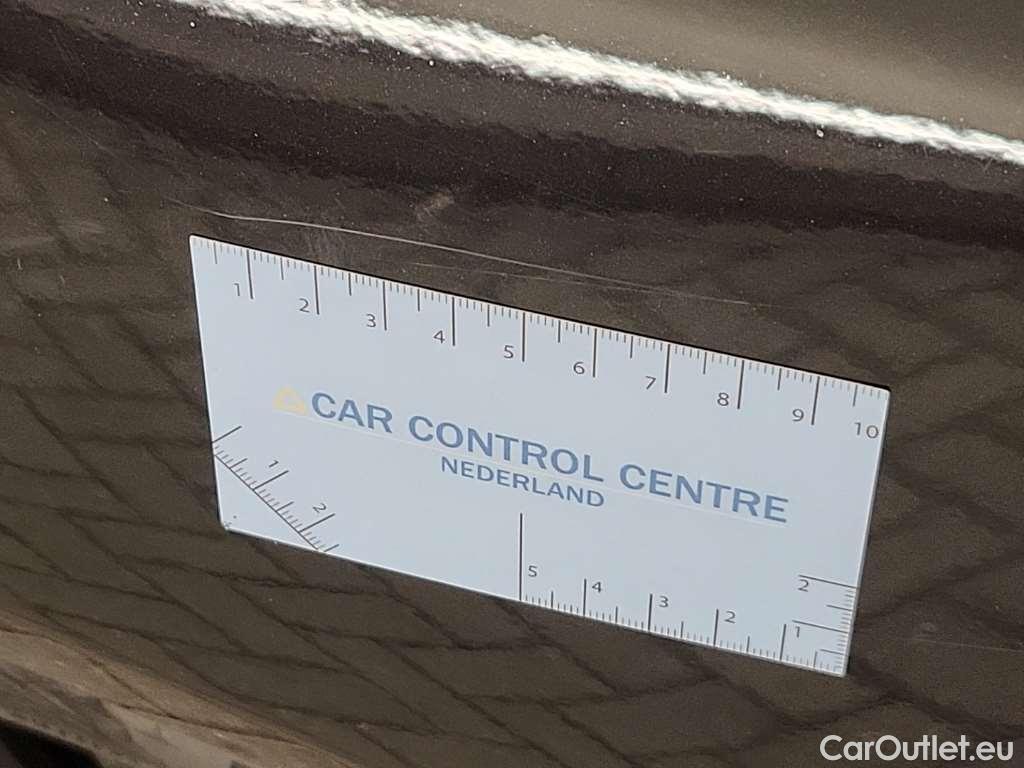 1 2 3 4 5 6 7 8 9 10
CAR CONTROL CENTRE
NEDERLAND
1 2
5 4 3 2 1
2
CarOutlet.eu